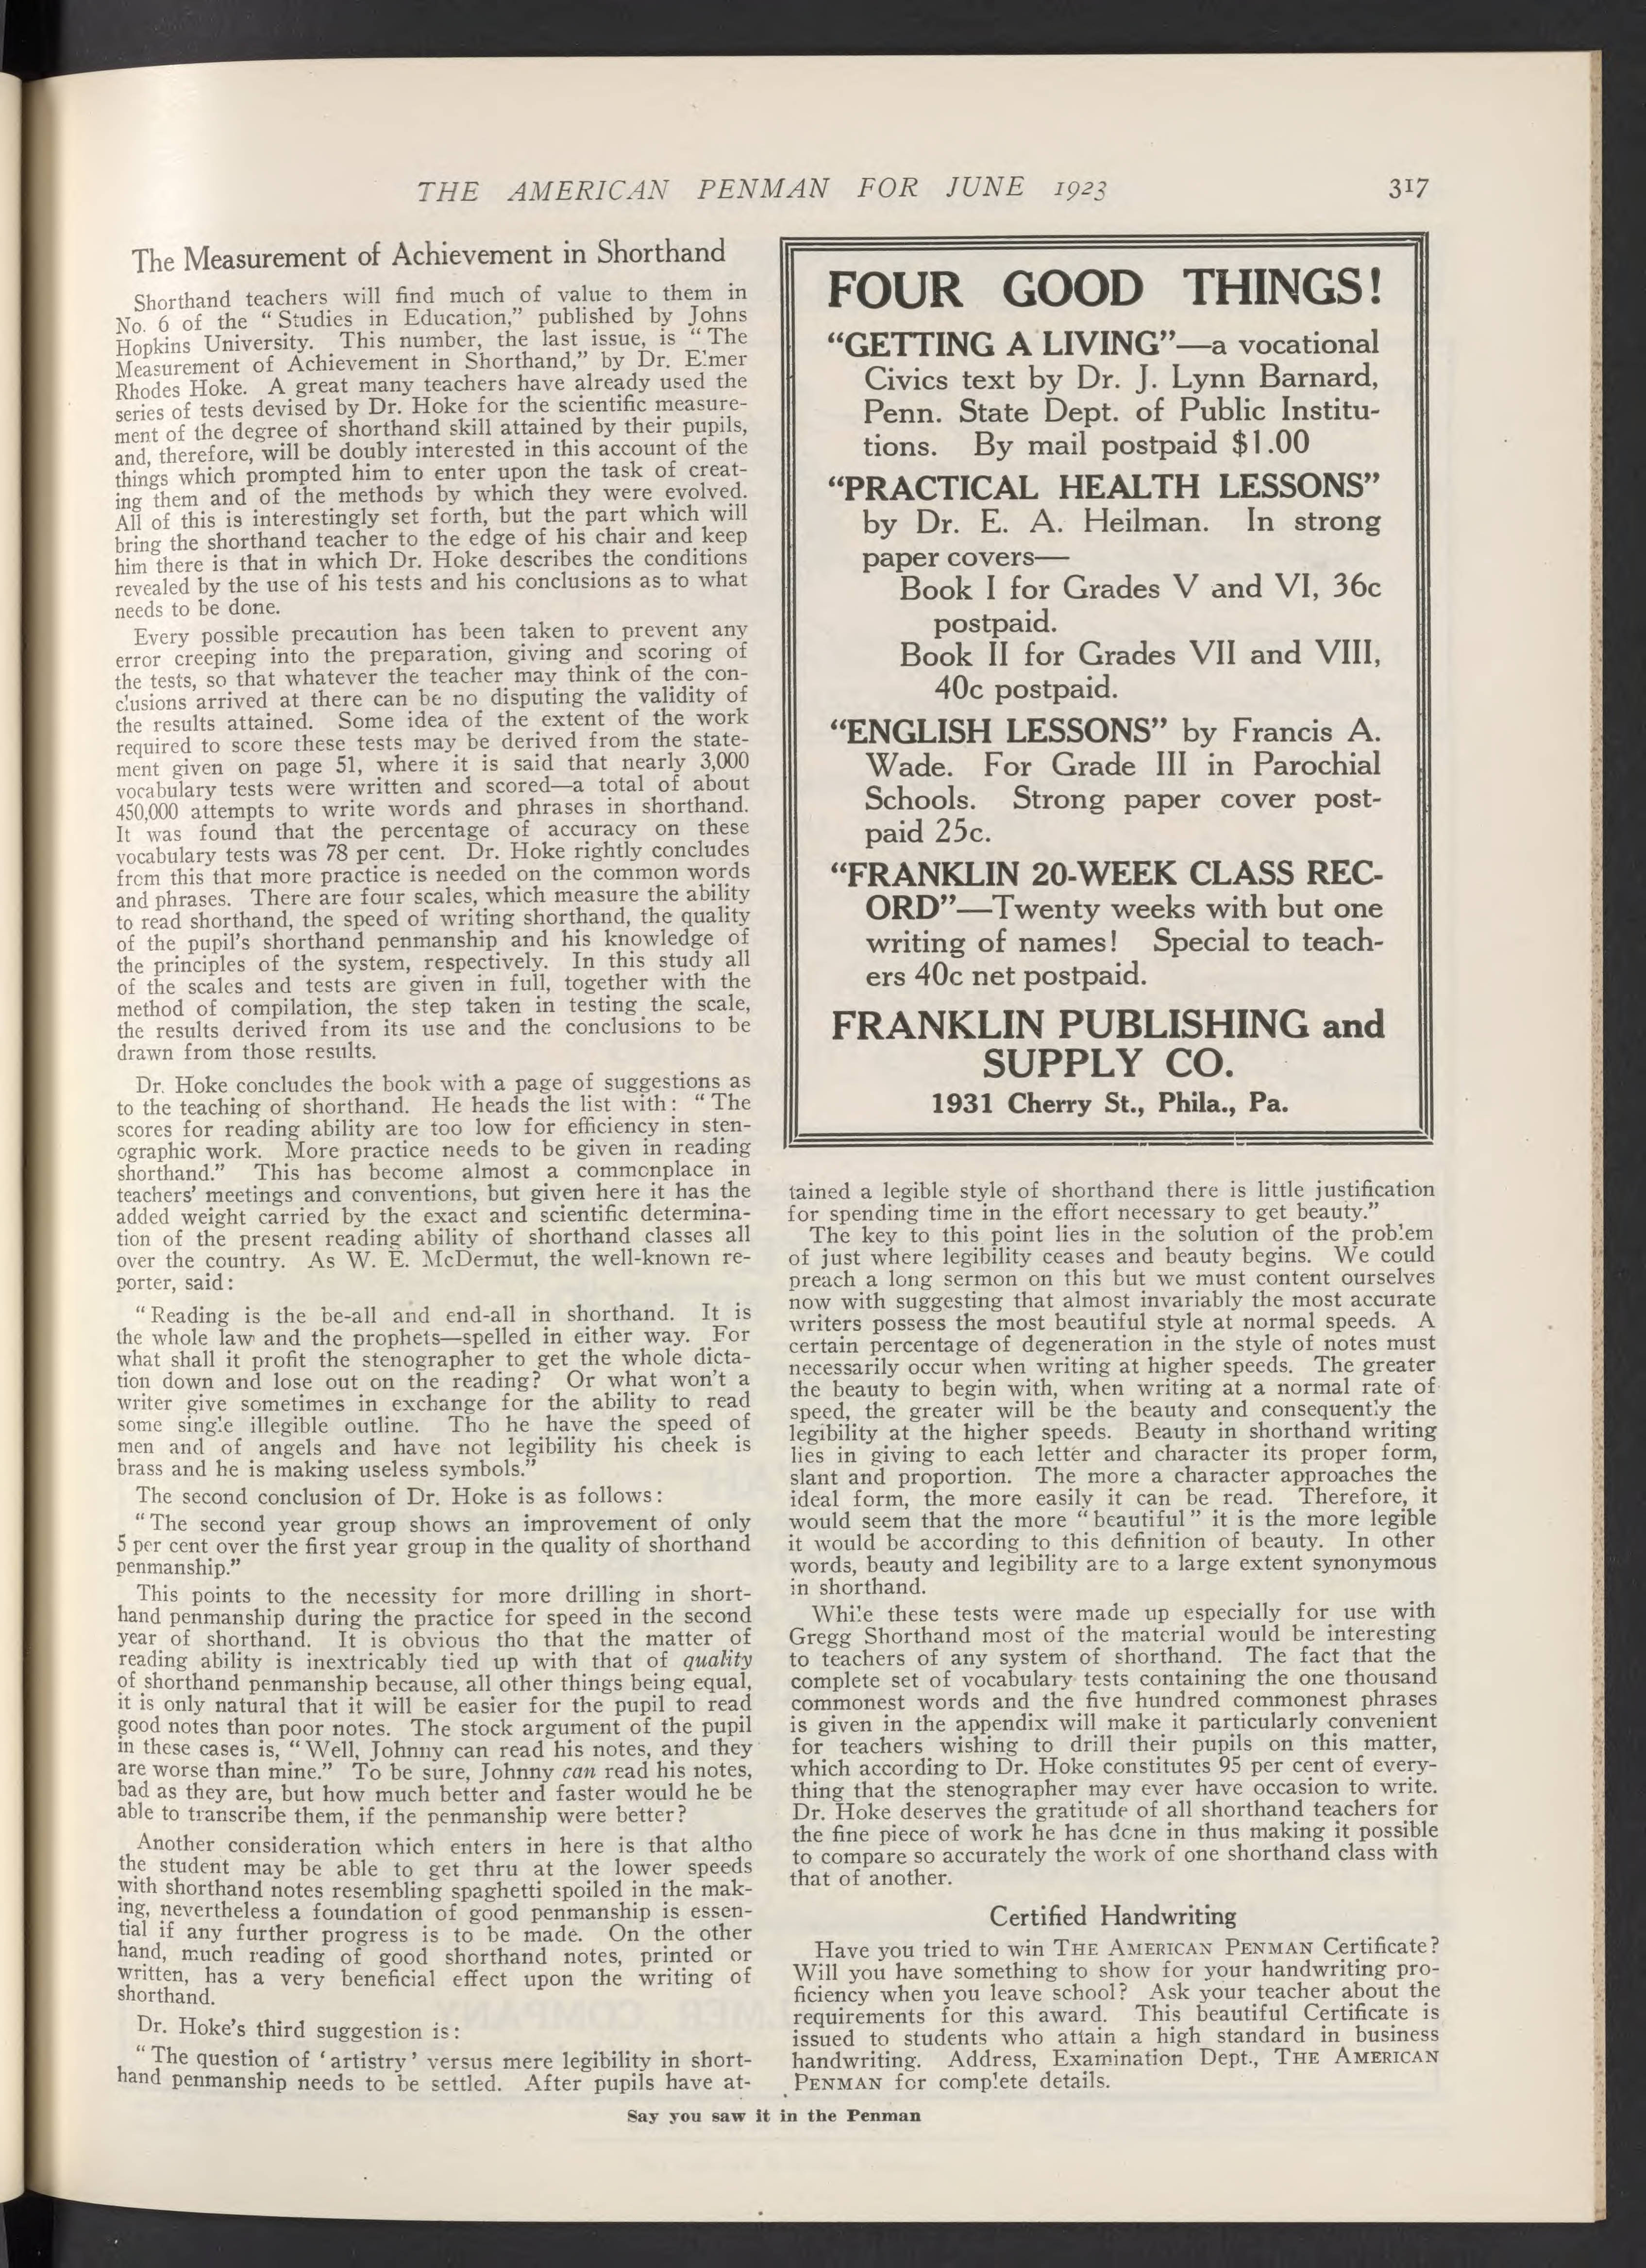 THE AMERICAN PENMAN FOR JUNE 1923 317
The Measurement of Achievement in Shorthand
Shorthand teachers will find much of value to them in
No. 6 of the “ Studies in Education,” published by Johns
Hopkins University. This number, the last issue, is “ The
Measurement of Achievement in Shorthand,” by Dr. Elmer
Rhodes Hoke. A great many teachers have already used the
series of tests devised by Dr. Hoke for the scientific measure-
ment of the degree of shorthand skill attained by their pupils,
and, therefore, will be doubly interested in this account of the
things which prompted him to enter upon the task of creat-
ing them and of the methods by which they were evolved.
All of this is interestingly set forth, but the part which will
bring the shorthand teacher to the edge of his chair and keep
him there is that in which Dr. Hoke describes the conditions
revealed by the use of his tests and his conclusions as to what
needs to be done.
Every possible precaution has been taken to prevent any
error creeping into the preparation, giving and scoring of
the tests, so that whatever the teacher may think of the con-
clusions arrived at there can be no disputing the validity of
the results attained. Some idea of the extent of the work
required to score these tests may be derived from the state-
ment given on page 51, where it is said that nearly 3,000
vocabulary tests were written and scored—a total of about
450,000 attempts to write words and phrases in shorthand.
It was found that the percentage of accuracy on these
vocabulary tests was 78 per cent. Dr. Hoke rightly concludes
from this that more practice is needed on the common words
and phrases. There are four scales, which measure the ability
to read shorthand, the speed of writing shorthand, the quality
of the pupil’s shorthand penmanship and his knowledge of
the principles of the system, respectively. In this study all
of the scales and tests are given in full, together with the
method of compilation, the step taken in testing the scale,
the results derived from its use and the conclusions to be
drawn from those results.
Dr. Hoke concludes the book with a page of suggestions as
to the teaching of shorthand. He heads the list with: “ The
scores for reading ability are too low for efficiency in sten-
ographic work. More practice needs to be given in reading
shorthand.” This has become almost a commonplace in
teachers’ meetings and conventions, but given here it has the
added weight carried by the exact and scientific determina-
tion of the present reading ability of shorthand classes all
over the country. As W. E. McDermut, the well-known re-
porter, said:
“ Reading is the be-all and end-all in shorthand. It is
the whole law and the prophets—spelled in either way. For
what shall it profit the stenographer to get the whole dicta-
tion down and lose out on the reading? Or what won’t a
writer give sometimes in exchange for the ability to read
some single illegible outline. Tho he have the speed of
men and of angels and have not legibility his cheek is
brass and he is making useless symbols.”
The second conclusion of Dr. Hoke is as follows:
“ The second year group shows an improvement of only
5 per cent over the first year group in the quality of shorthand
penmanship.”
This points to the necessity for more drilling in short-
hand penmanship during the practice for speed in the second
year of shorthand. It is obvious tho that the matter of
reading ability is inextricably tied up with that of quality
of shorthand penmanship because, all other things being equal,
it is only natural that it will be easier for the pupil to read
good notes than poor notes. The stock argument of the pupil
in these cases is, “ Well, Johnny can read his notes, and they
are worse than mine.” To be sure, Johnny can read his notes,
bad as they are, but how much better and faster would he be
able to transcribe them, if the penmanship were better?
Another consideration which enters in here is that altho
the student may be able to get thru at the lower speeds
with shorthand notes resembling spaghetti spoiled in the mak-
ing, nevertheless a foundation of good penmanship is essen-
tial if any further progress is to be made. On the other
hand, much reading of good shorthand notes, printed or
written, has a very beneficial effect upon the writing of
shorthand.
Dr. Hoke’s third suggestion is:
“ The question of ‘ artistry ’ versus mere legibility in short-
hand penmanship needs to be settled. After pupils have at-
FOUR GOOD THINGS!
“GETTING A LIVING”—a vocational
Civics text by Dr. J. Lynn Barnard,
Penn. State Dept. of Public Institu-
tions. By mail postpaid $1.00
“PRACTICAL HEALTH LESSONS”
by Dr. E. A. Heilman. In strong
paper covers—
Book I for Grades V and VI, 36c
postpaid.
Book II for Grades VII and VIII,
40c postpaid.
“ENGLISH LESSONS” by Francis A.
Wade. For Grade III in Parochial
Schools. Strong paper cover post-
paid 25c.
“FRANKLIN 20-WEEK CLASS REC-
ORD”—Twenty weeks with but one
writing of names! Special to teach-
ers 40c net postpaid.
FRANKLIN PUBLISHING and
SUPPLY CO.
1931 Cherry St., Phila., Pa.
tained a legible style of shorthand there is little justification
for spending time in the effort necessary to get beauty.”
The key to this point lies in the solution of the problem
of just where legibility ceases and beauty begins. We could
preach a long sermon on this but we must content ourselves
now with suggesting that almost invariably the most accurate
writers possess the most beautiful style at normal speeds. A
certain percentage of degeneration in the style of notes must
necessarily occur when writing at higher speeds. The greater
the beauty to begin with, when writing at a normal rate of
speed, the greater will be the beauty and consequently the
legibility at the higher speeds. Beauty in shorthand writing
lies in giving to each letter and character its proper form,
slant and proportion. The more a character approaches the
ideal form, the more easily it can be read. Therefore, it
would seem that the more “ beautiful ” it is the more legible
it would be according to this definition of beauty. In other
words, beauty and legibility are to a large extent synonymous
in shorthand.
While these tests were made up especially for use with
Gregg Shorthand most of the material would be interesting
to teachers of any system of shorthand. The fact that the
complete set of vocabulary tests containing the one thousand
commonest words and the five hundred commonest phrases
is given in the appendix will make it particularly convenient
for teachers wishing to drill their pupils on this matter,
which according to Dr. Hoke constitutes 95 per cent of every-
thing that the stenographer may ever have occasion to write.
Dr. Hoke deserves the gratitude of all shorthand teachers for
the fine piece of work he has done in thus making it possible
to compare so accurately the work of one shorthand class with
that of another.
Certified Handwriting
Have you tried to win THE AMERICAN PENMAN Certificate?
Will you have something to show for your handwriting pro-
ficiency when you leave school? Ask your teacher about the
requirements for this award. This beautiful Certificate is
issued to students who attain a high standard in business
handwriting. Address, Examination Dept., THE AMERICAN
PENMAN for complete details.
Say you saw it in the Penman